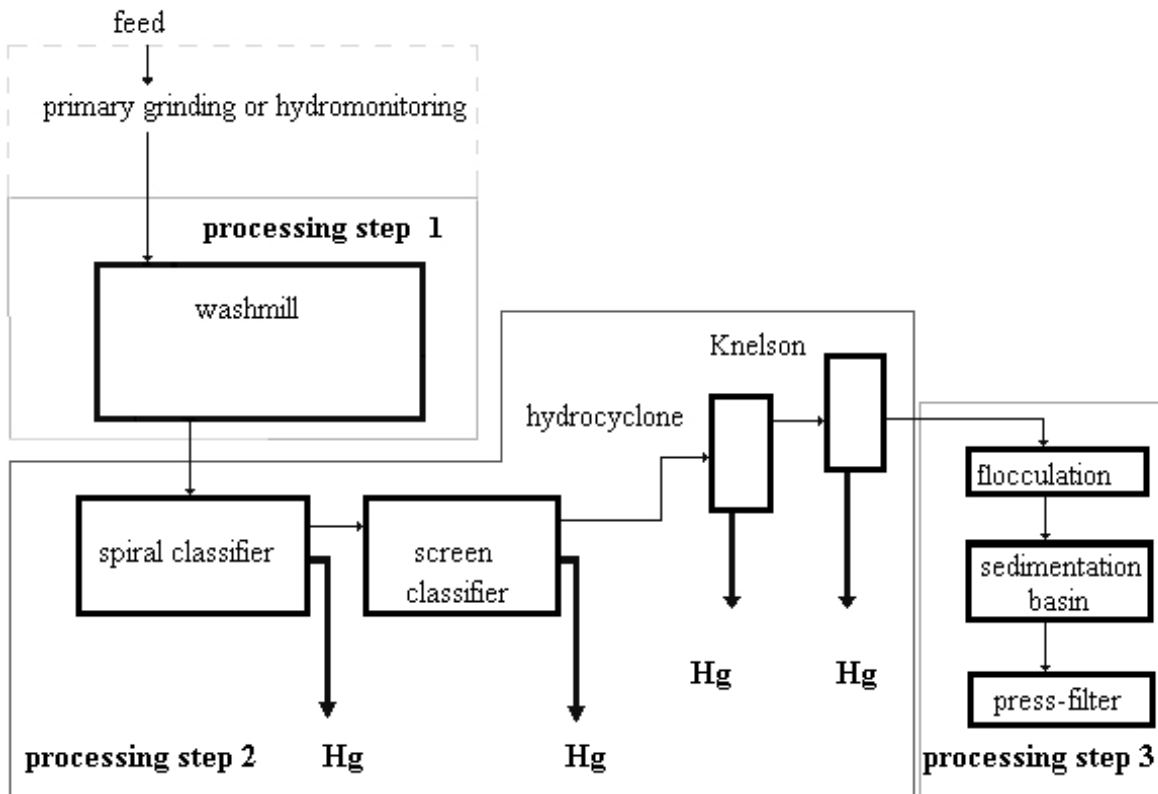 feed
primary grinding or hydromonitoring
processing step 1
washmill
Knelson
hydrocyclone
flocculation
spiral classifier
screen
classifier
sedimentation
basin
Hg
Hg
press-filter
processing step 2
Hg
Hg
processing step 3